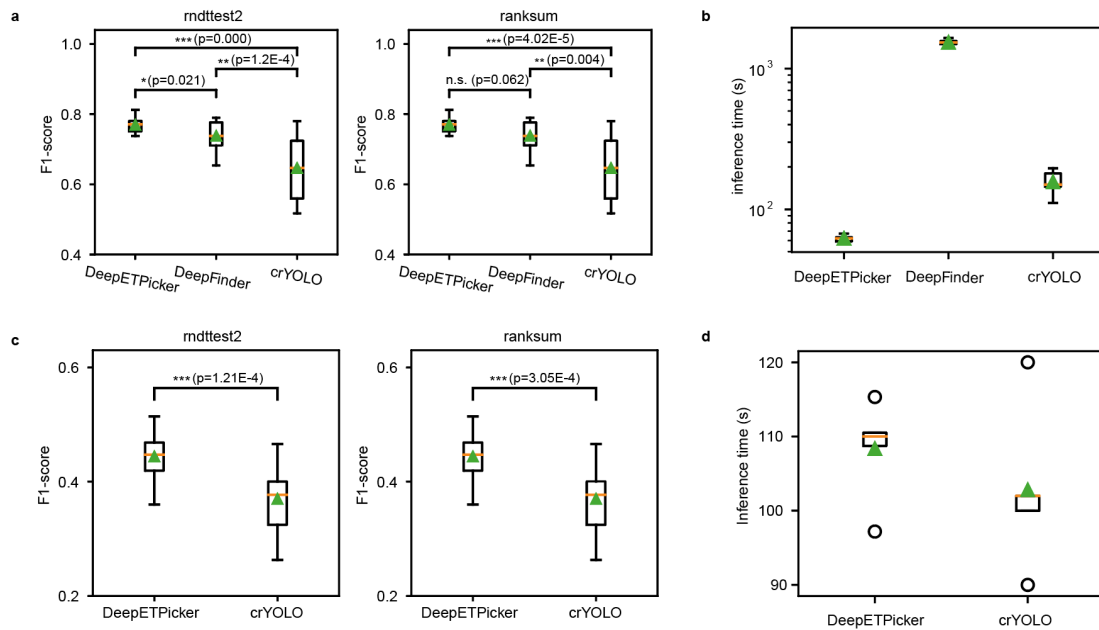 a
rndttest2
F1-score
1.0
0.8
0.6
0.4
*** (p=0.000)
** (p=1.2E-4)
* (p=0.021)
DeepETPicker
DeepFinder
crYOLO
ranksum
F1-score
1.0
0.8
0.6
0.4
*** (p=4.02E-5)
** (p=0.004)
n.s. (p=0.062)
DeepETPicker
DeepFinder
crYOLO
b
inference time (s)
10^3
10^2
DeepETPicker
DeepFinder
crYOLO
c
rndttest2
F1-score
0.6
0.4
0.2
*** (p=1.21E-4)
DeepETPicker
crYOLO
ranksum
F1-score
0.6
0.4
0.2
*** (p=3.05E-4)
DeepETPicker
crYOLO
d
Inference time (s)
120
110
100
90
DeepETPicker
crYOLO